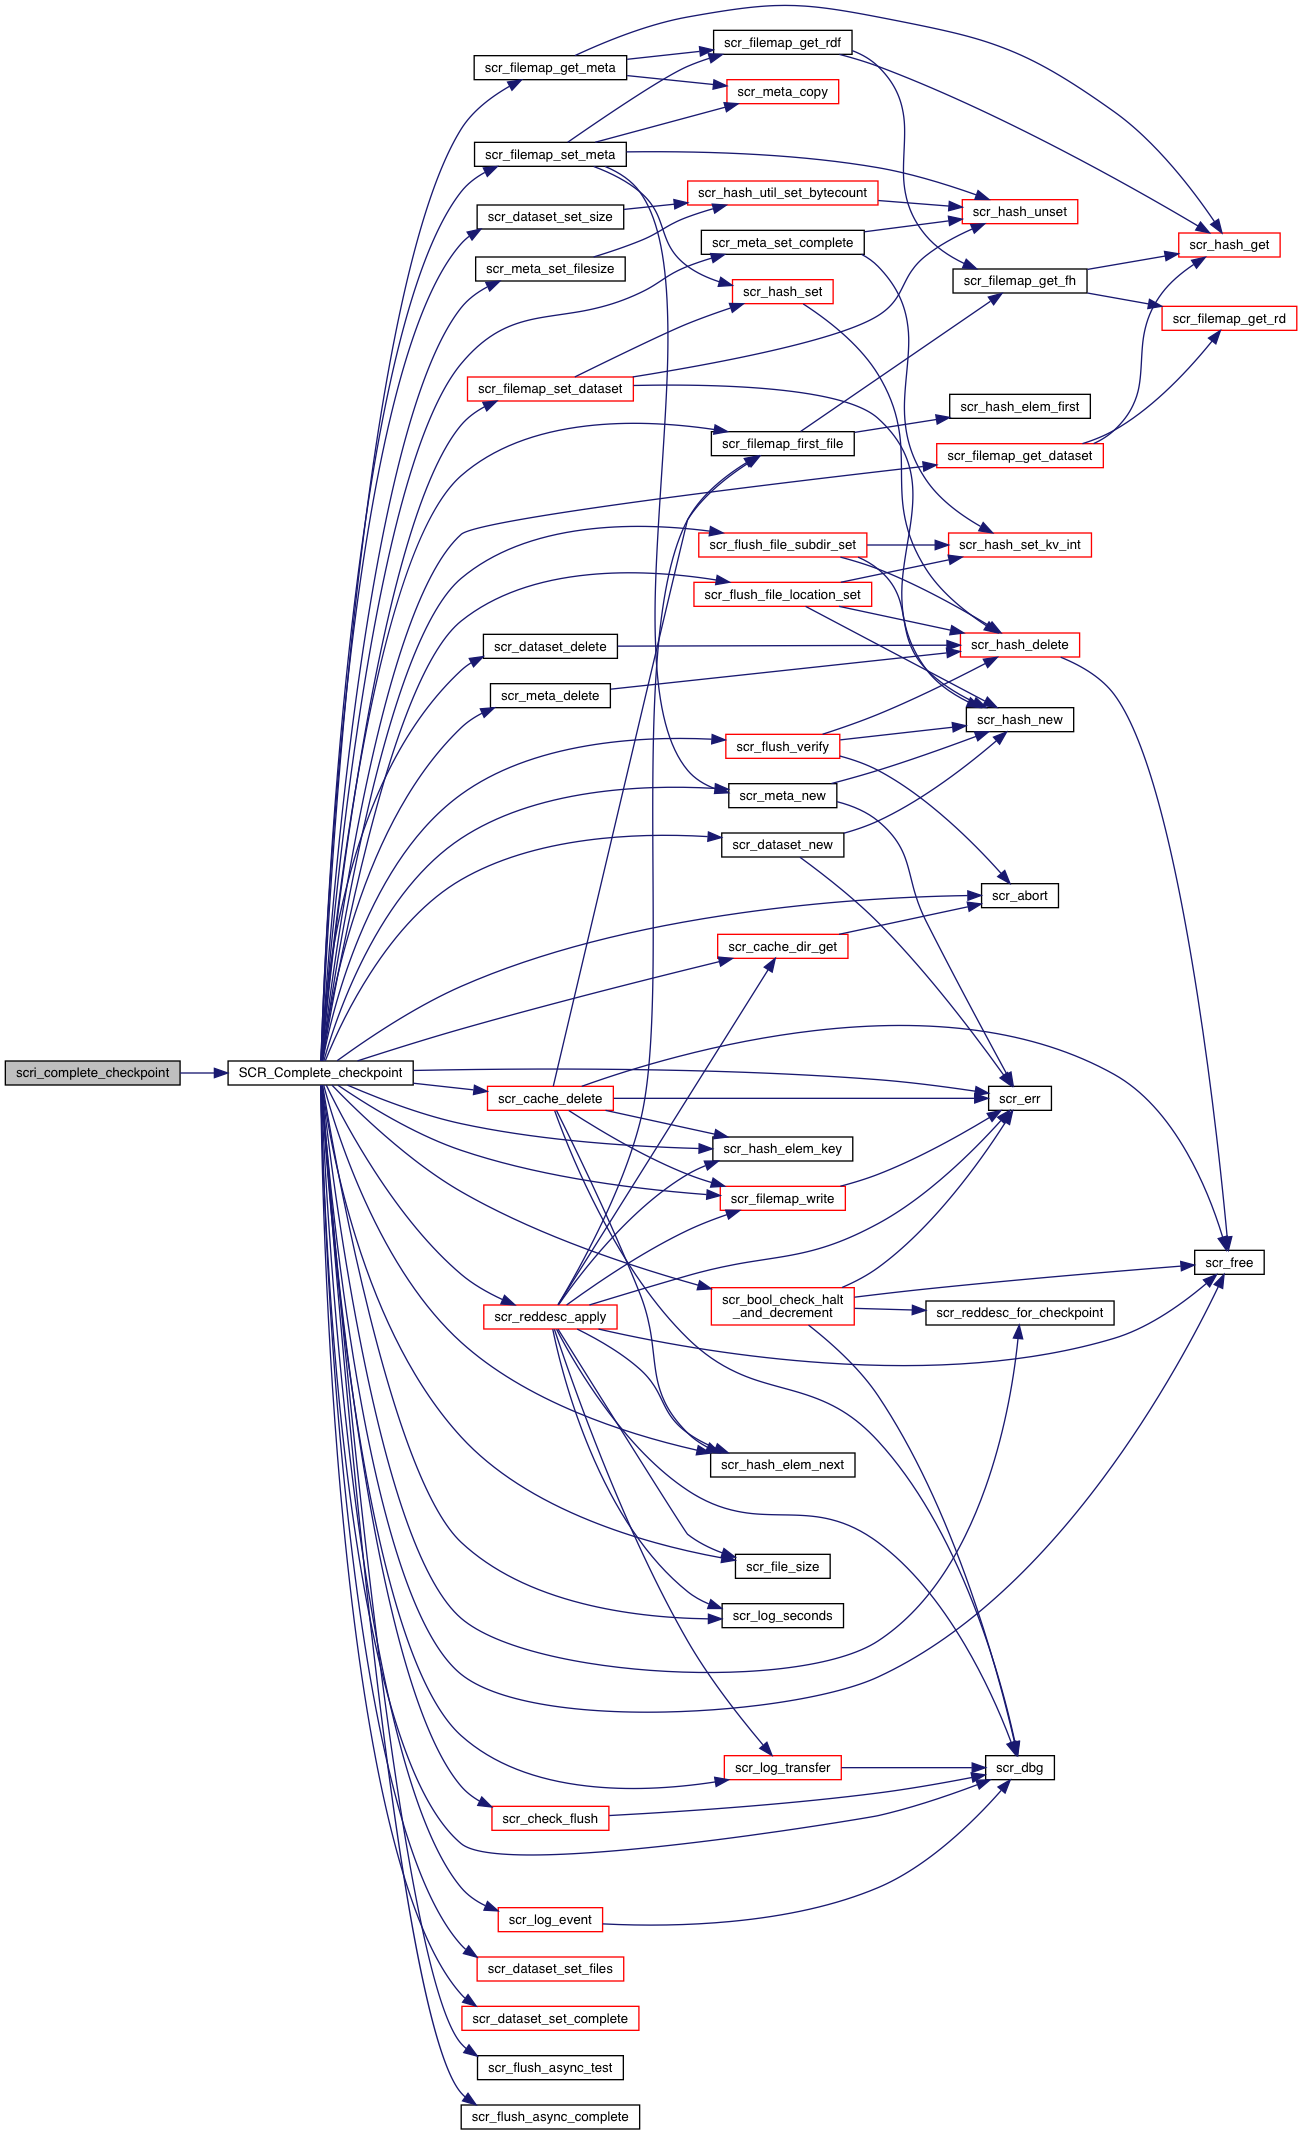 scr_filemap_get_rdf
scr_filemap_get_meta
scr_meta_copy
scr_filemap_set_meta
scr_hash_util_set_bytecount
scr_hash_unset
scr_dataset_set_size
scr_meta_set_complete
scr_hash_get
scr_meta_set_filesize
scr_filemap_get_fh
scr_hash_set
scr_filemap_get_rd
scr_filemap_set_dataset
scr_hash_elem_first
scr_filemap_first_file
scr_filemap_get_dataset
scr_flush_file_subdir_set
scr_hash_set_kv_int
scr_flush_file_location_set
scr_dataset_delete
scr_hash_delete
scr_meta_delete
scr_hash_new
scr_flush_verify
scr_meta_new
scr_dataset_new
scr_abort
scr_cache_dir_get
scri_complete_checkpoint
SCR_Complete_checkpoint
scr_cache_delete
scr_err
scr_hash_elem_key
scr_filemap_write
scr_free
scr_bool_check_halt
_and_decrement
scr_reddesc_for_checkpoint
scr_reddesc_apply
scr_hash_elem_next
scr_file_size
scr_log_seconds
scr_log_transfer
scr_dbg
scr_check_flush
scr_log_event
scr_dataset_set_files
scr_dataset_set_complete
scr_flush_async_test
scr_flush_async_complete